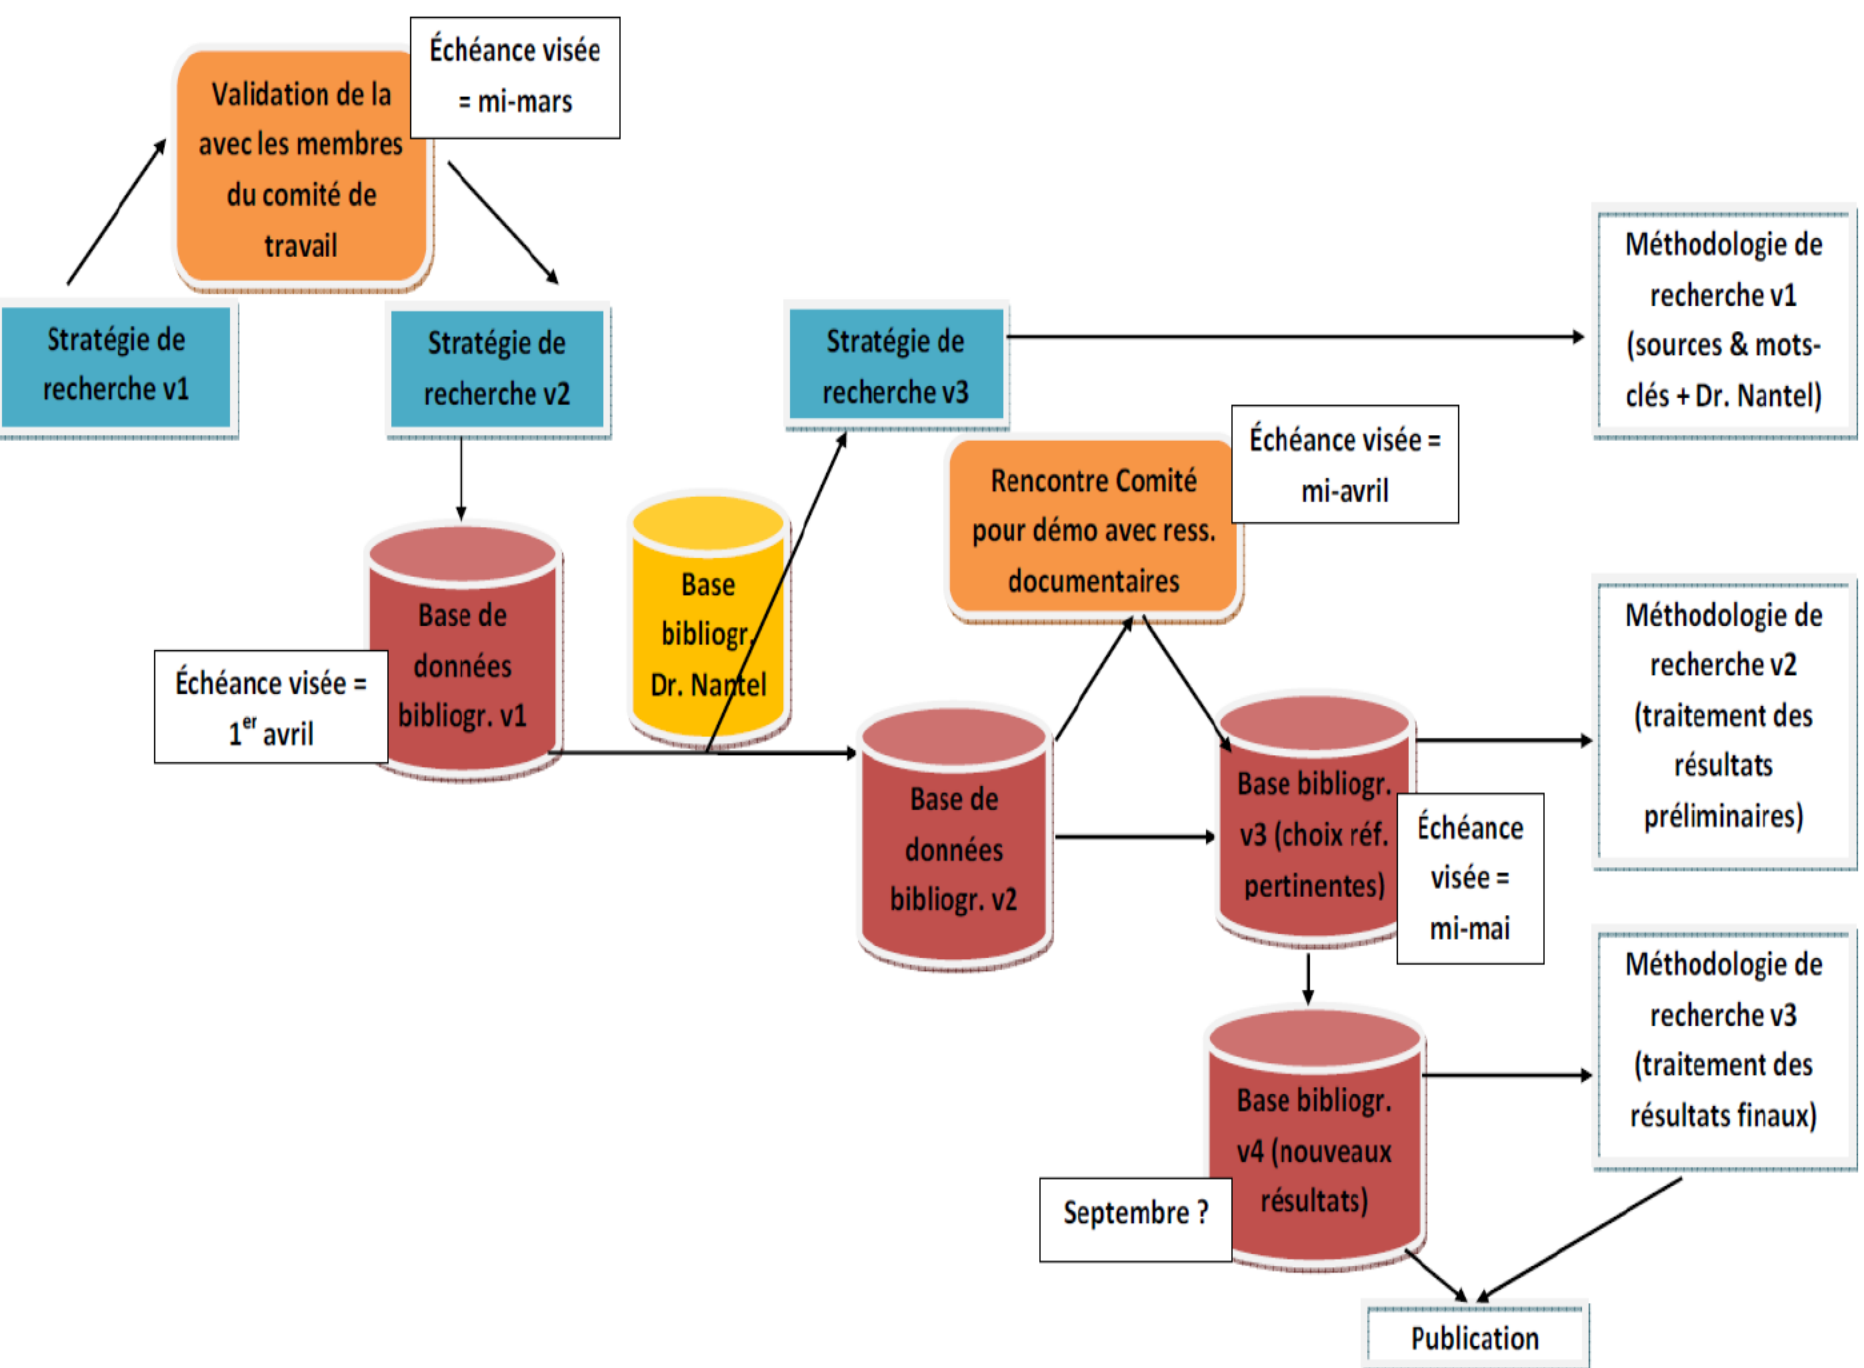 Échéance visée
= mi-mars
Validation de la
avec les membres
du comité de
travail
Stratégie de
recherche v1
Stratégie de
recherche v2
Stratégie de
recherche v3
Méthodologie de
recherche v1
(sources & mots-
clés + Dr. Nantel)
Échéance visée =
mi-avril
Rencontre Comité
pour démo avec ress.
documentaires
Base de
données
bibliogr. v1
Échéance visée =
1er avril
Base
bibliogr.
Dr. Nantel
Base de
données
bibliogr. v2
Base bibliogr.
v3 (choix réf.
pertinentes)
Échéance
visée =
mi-mai
Méthodologie de
recherche v2
(traitement des
résultats
préliminaires)
Base bibliogr.
v4 (nouveaux
résultats)
Septembre ?
Méthodologie de
recherche v3
(traitement des
résultats finaux)
Publication